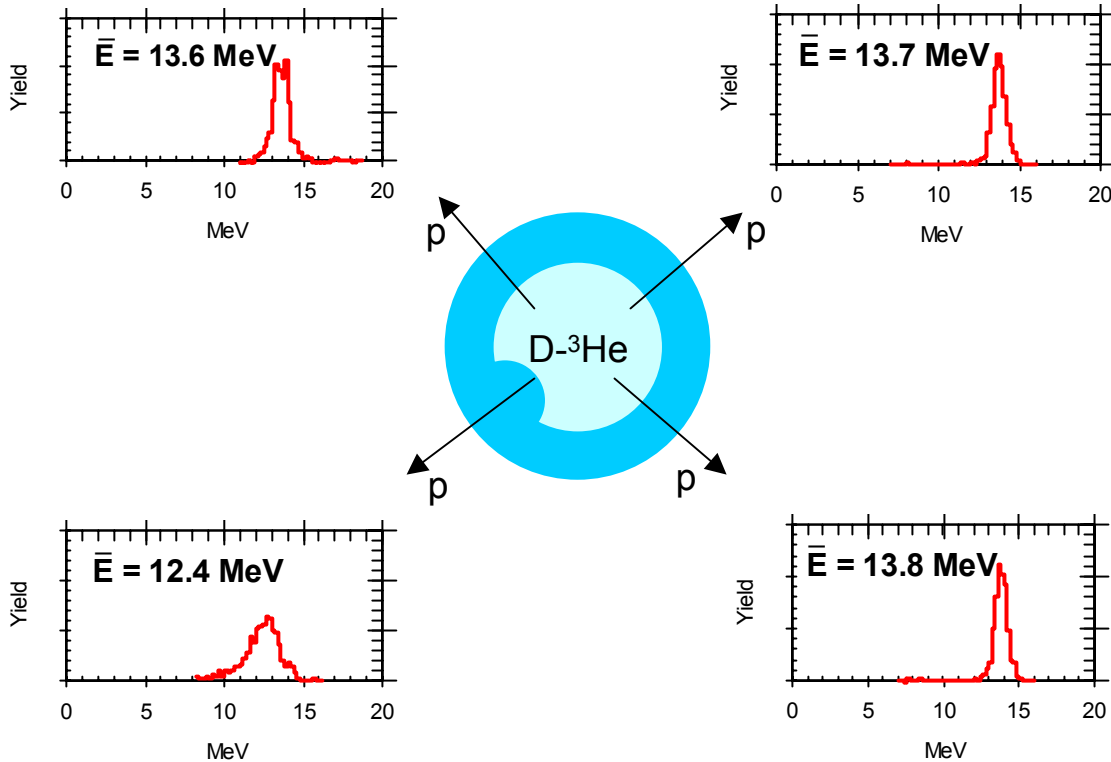 Ē = 13.6 MeV
Yield
0 5 10 15 20
MeV
Ē = 13.7 MeV
Yield
0 5 10 15 20
MeV
p
p
D-³He
p
p
Ē = 12.4 MeV
Yield
0 5 10 15 20
MeV
Ē = 13.8 MeV
Yield
0 5 10 15 20
MeV